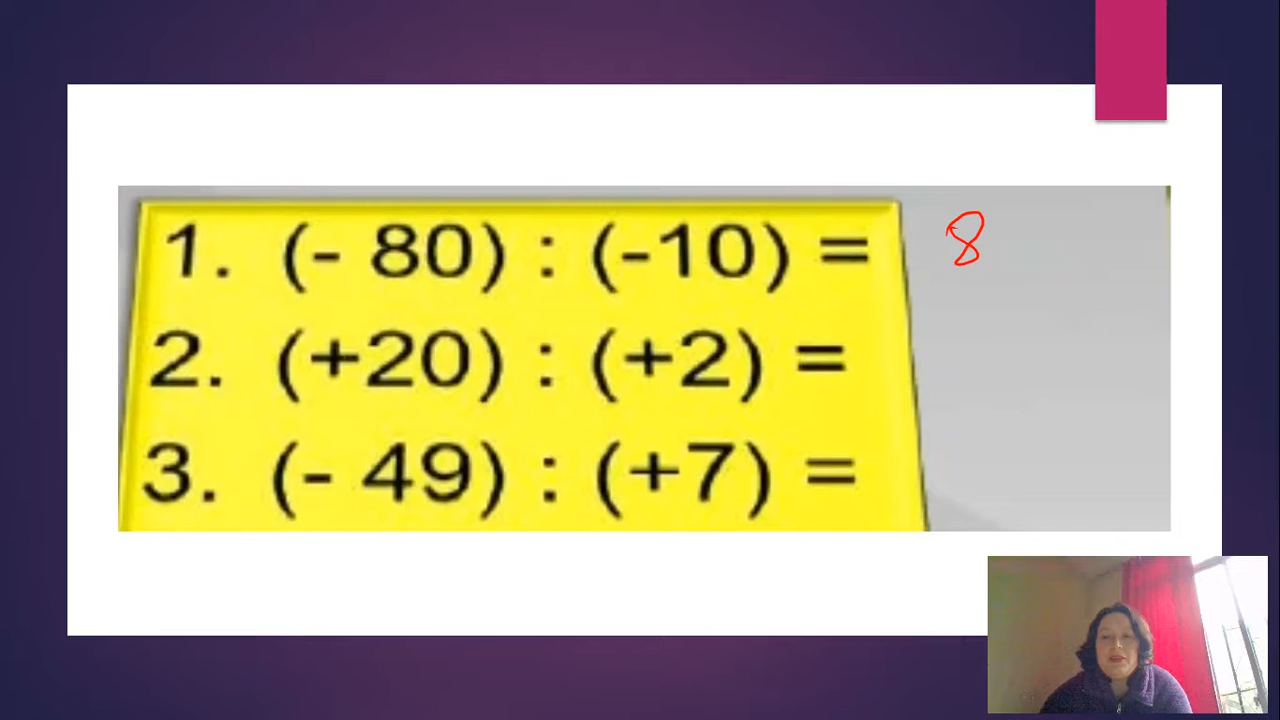 1. (- 80) : (-10) = 8
2. (+20) : (+2) =
3. (- 49) : (+7) =